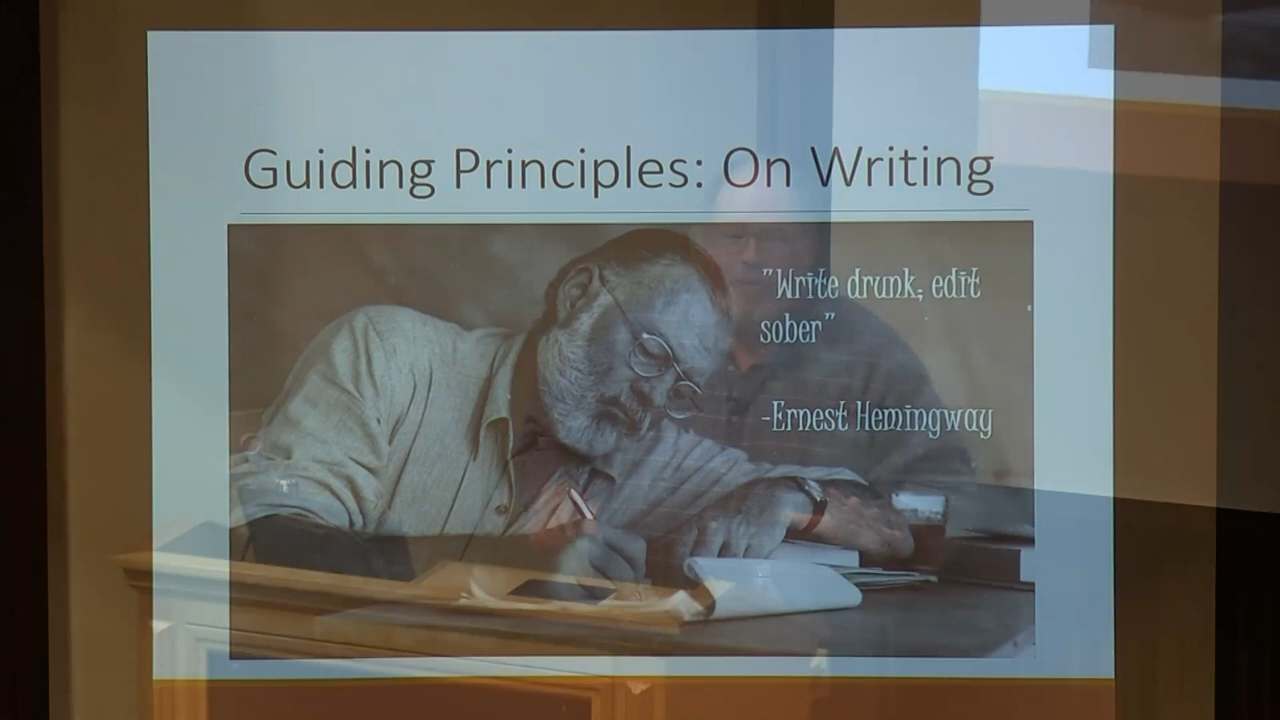 Guiding Principles: On Writing
"Write drunk, edit
sober"
-Ernest Hemingway